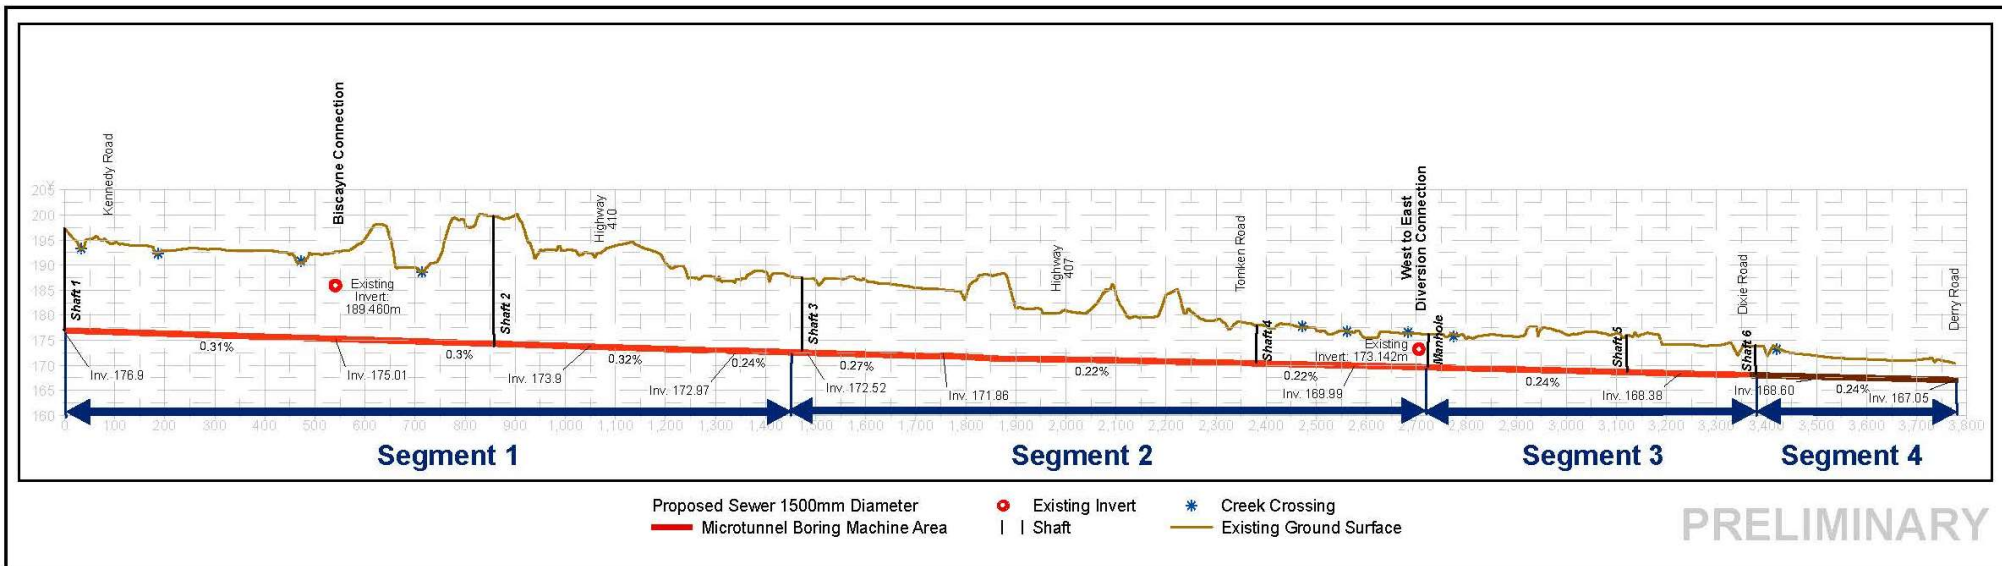 Kennedy Road
Biscayne Connection
Highway
410
Highway
407
Tomken Road
West to East
Diversion Connection
Dixie Road
Derry Road
205
200
195
190
185
180
175
170
165
160
Shaft 1
Existing
Invert:
189.460m
Shaft 2
Shaft 3
Shaft 4
Existing
Invert: 173.142m
Manhole
Shaft 5
Shaft 6
0.31%
0.3%
0.32%
0.24%
0.27%
0.22%
0.22%
0.24%
0.24%
Inv. 176.9
Inv. 175.01
Inv. 173.9
Inv. 172.97
Inv. 172.52
Inv. 171.86
Inv. 169.99
Inv. 168.38
Inv. 168.60
Inv. 167.05
0 100 200 300 400 500 600 700 800 900 1,000 1,100 1,200 1,300 1,400 1,500 1,600 1,700 1,800 1,900 2,000 2,100 2,200 2,300 2,400 2,500 2,600 2,700 2,800 2,900 3,000 3,100 3,200 3,300 3,400 3,500 3,600 3,700 3,800
Segment 1 Segment 2 Segment 3 Segment 4
Proposed Sewer 1500mm Diameter
Microtunnel Boring Machine Area
Existing Invert
Shaft
Creek Crossing
Existing Ground Surface
PRELIMINARY